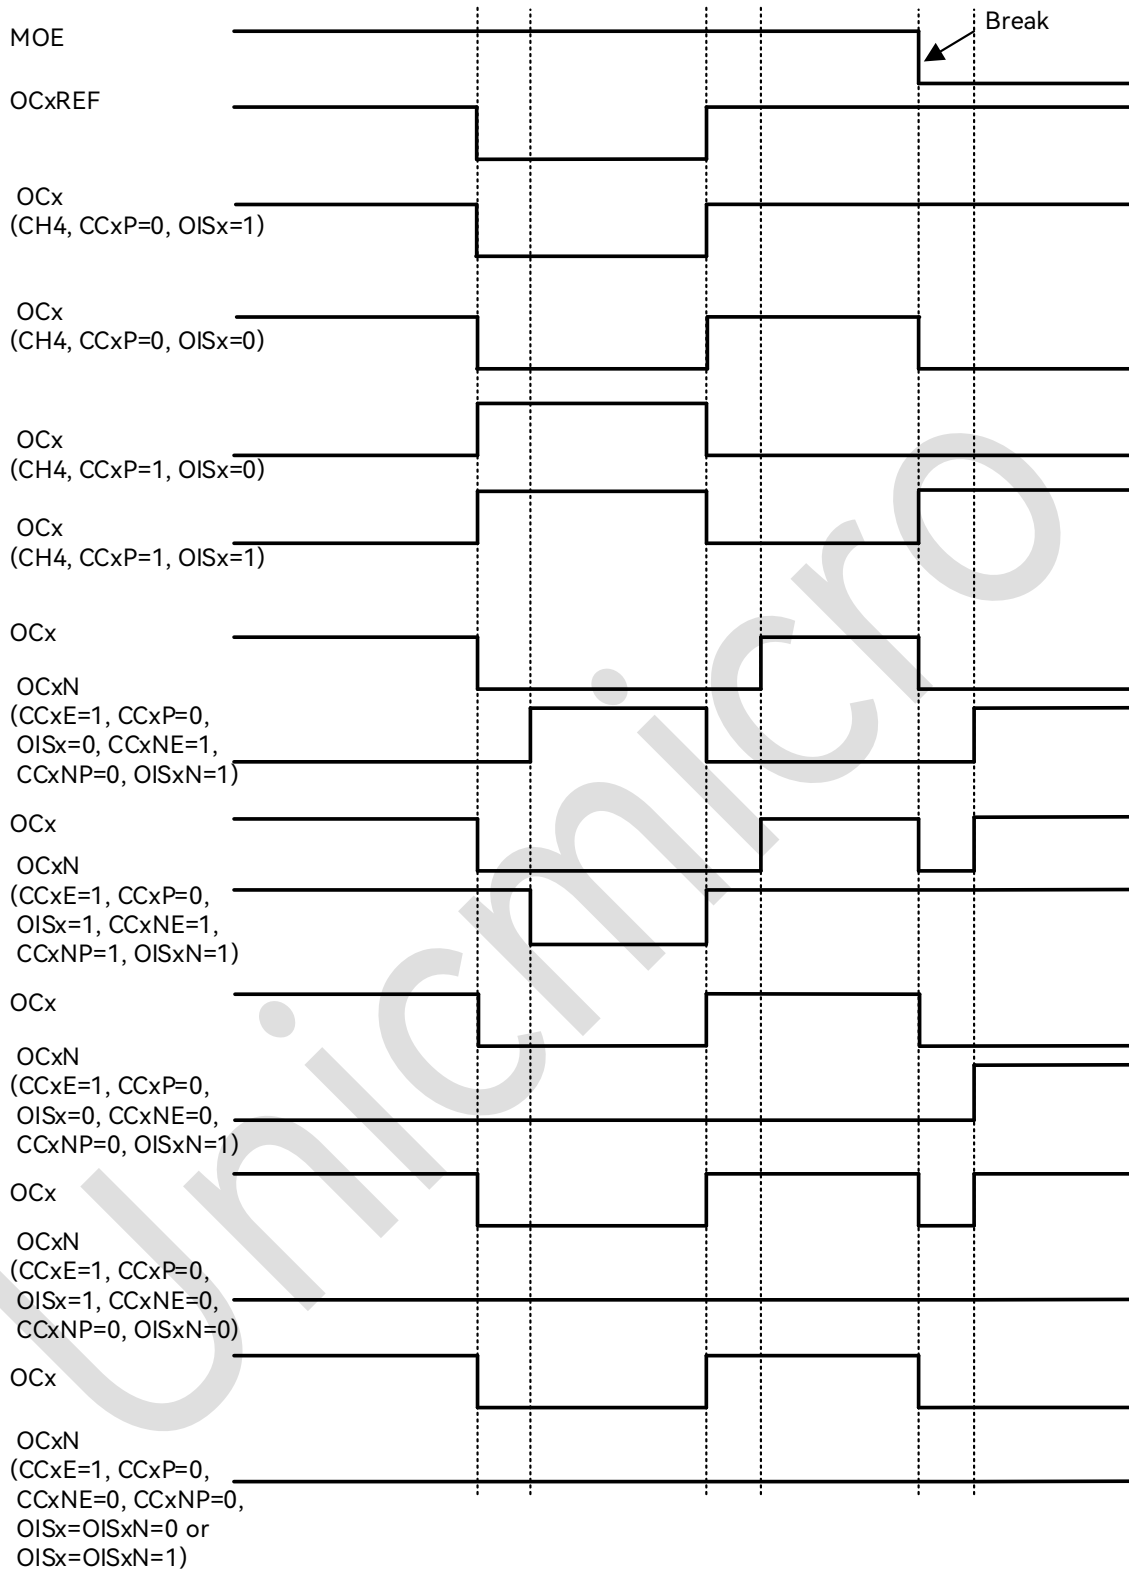 Break
MOE
OCxREF
OCx
(CH4, CCxP=0, OISx=1)
OCx
(CH4, CCxP=0, OISx=0)
OCx
(CH4, CCxP=1, OISx=0)
OCx
(CH4, CCxP=1, OISx=1)
OCx
OCxN
(CCxE=1, CCxP=0,
OISx=0, CCxNE=1,
CCxNP=0, OISxN=1)
OCx
OCxN
(CCxE=1, CCxP=0,
OISx=1, CCxNE=1,
CCxNP=1, OISxN=1)
OCx
OCxN
(CCxE=1, CCxP=0,
OISx=0, CCxNE=0,
CCxNP=0, OISxN=1)
OCx
OCxN
(CCxE=1, CCxP=0,
OISx=1, CCxNE=0,
CCxNP=0, OISxN=0)
OCx
OCxN
(CCxE=1, CCxP=0,
CCxNE=0, CCxNP=0,
OISx=OISxN=0 or
OISx=OISxN=1)
Unicmicro